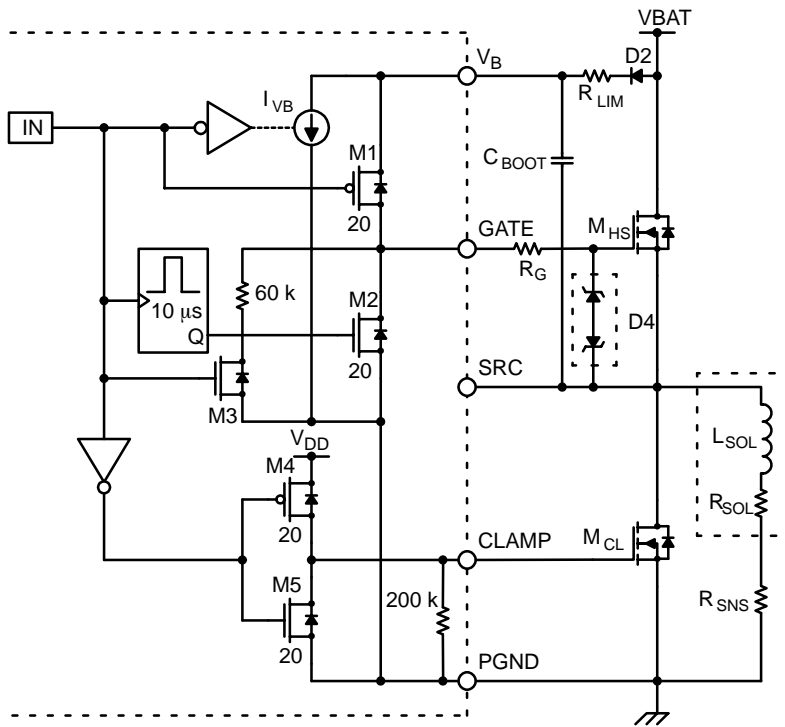 VBAT
V_B
D2
R_LIM
I_VB
IN
C_BOOT
M1
20
GATE
M_HS
R_G
60 k
10 μs
Q
M2
20
D4
SRC
M3
L_SOL
V_DD
M4
20
R_SOL
CLAMP
M_CL
M5
20
200 k
R_SNS
PGND